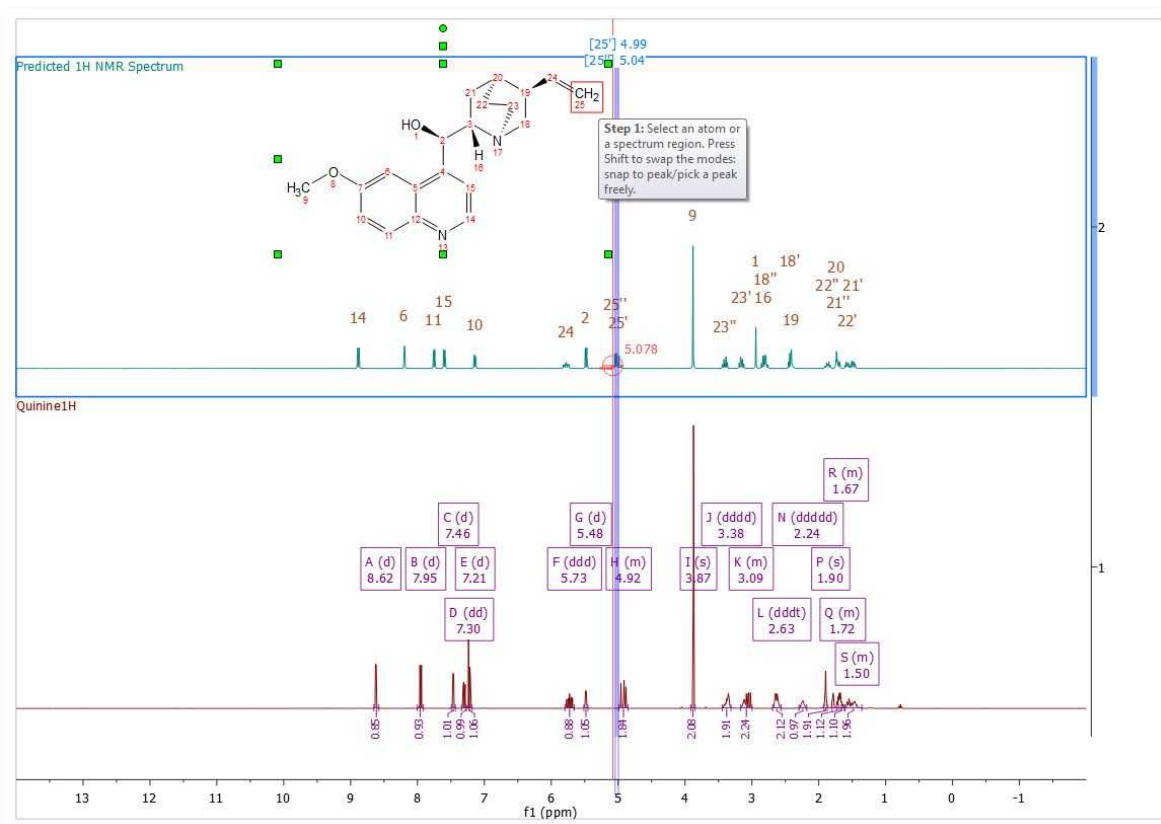 [25'] 4.99
[25"] 5.04
Predicted 1H NMR Spectrum
20
24
21
19
CH2
25
22
23
HO
1
2
3
18
N
17
H
16
Step 1: Select an atom or
a spectrum region. Press
Shift to swap the modes:
snap to peak/pick a peak
freely.
O
8
H3C
9
7
6
5
4
15
10
11
12
N
13
14
9
2
1 18'
20
18" 22" 21'
23' 16 21"
14 6 15 11 10 24 2 25" 25' 23" 19 22'
5.078
Quinine1H
R (m)
1.67
C (d)
7.46
G (d)
5.48
J (dddd)
3.38
N (ddddd)
2.24
A (d)
8.62
B (d)
7.95
E (d)
7.21
F (ddd)
5.73
H (m)
4.92
I (s)
3.87
K (m)
3.09
P (s)
1.90
1
D (dd)
7.30
L (dddt)
2.63
Q (m)
1.72
S (m)
1.50
0.85 0.93 1.01 0.99 1.06 0.88 1.05 1.84 2.08 1.91 2.24 2.12 0.97 1.91 1.12 1.10 1.96
13 12 11 10 9 8 7 6 5 4 3 2 1 0 -1
f1 (ppm)